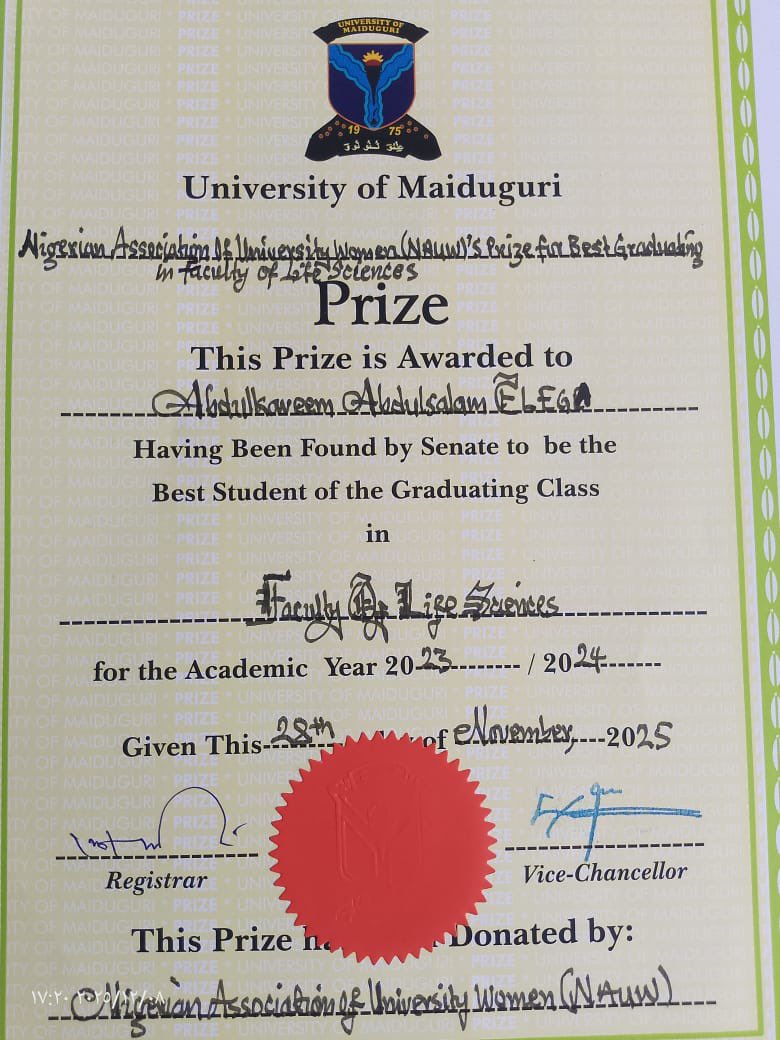 UNIVERSITY OF
MAIDUGURI
19 75
University of Maiduguri
Nigerian Association Of University Women (NAUW)'s Prize for Best Graduating
in faculty of Life Sciences
Prize
This Prize is Awarded to
Abdulkareem Abdulsalam ELEGA
Having Been Found by Senate to be the
Best Student of the Graduating Class
in
Faculty Of Life Sciences
for the Academic Year 2023 / 2024
Given This 28th of November, 2025
Registrar
Vice-Chancellor
This Prize Donated by:
Nigerian Association of University Women (NAUW)